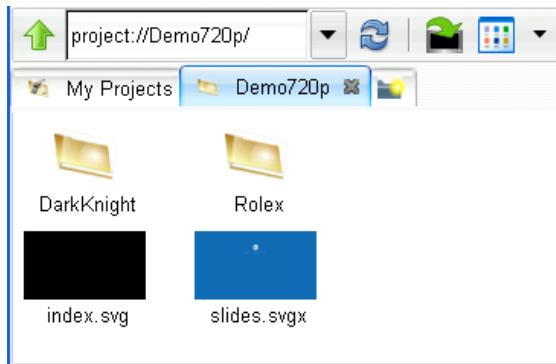 project://Demo720p/
My Projects Demo720p
DarkKnight Rolex
index.svg slides.svgx